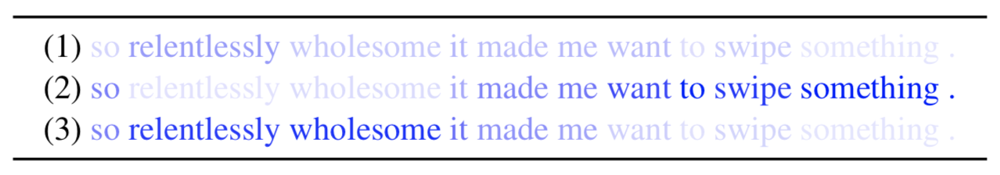 (1) so relentlessly wholesome it made me want to swipe something .
(2) so relentlessly wholesome it made me want to swipe something .
(3) so relentlessly wholesome it made me want to swipe something .